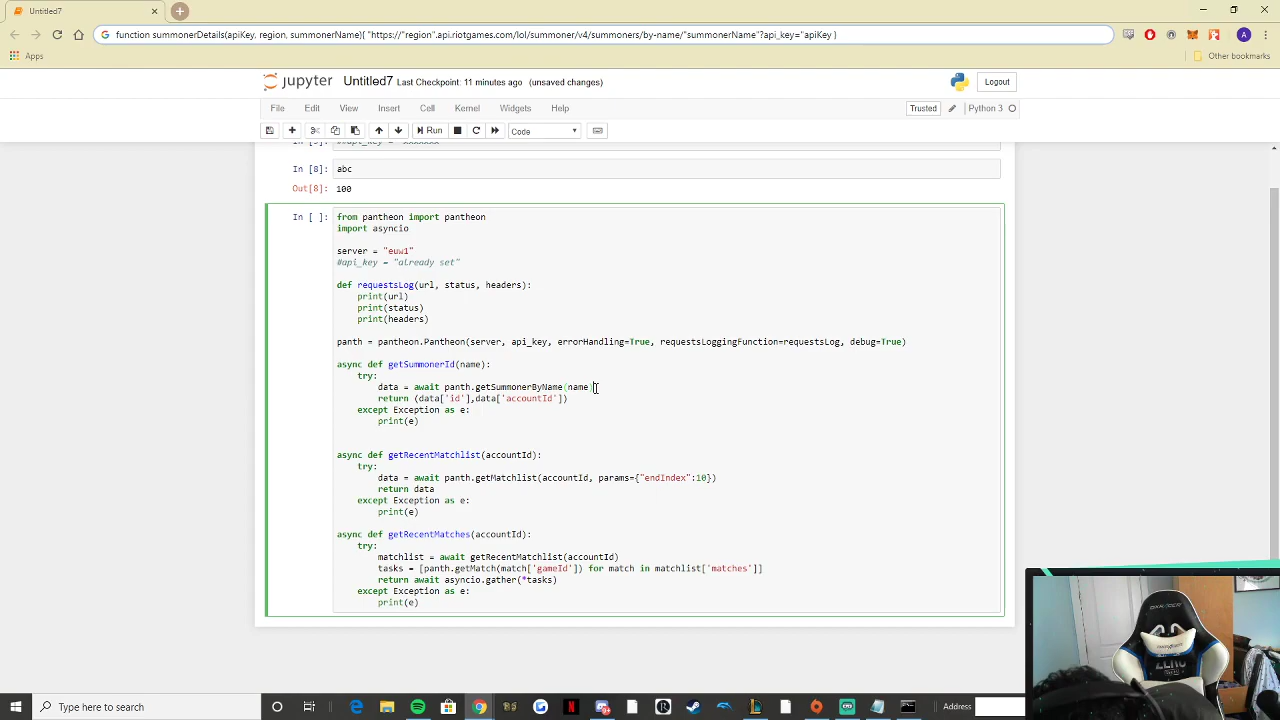 Untitled7
function summonerDetails(apiKey, region, summonerName){ "https://"region".api.riotgames.com/lol/summoner/v4/summoners/by-name/"summonerName"?api_key="apiKey }
Apps
Other bookmarks
jupyter Untitled7 Last Checkpoint: 11 minutes ago (unsaved changes)
Logout
File Edit View Insert Cell Kernel Widgets Help
Trusted Python 3
Run Code
In [8]: abc
Out[8]: 100
In [ ]: from pantheon import pantheon
import asyncio
server = "euw1"
#api_key = "already set"
def requestsLog(url, status, headers):
print(url)
print(status)
print(headers)
panth = pantheon.Pantheon(server, api_key, errorHandling=True, requestsLoggingFunction=requestsLog, debug=True)
async def getSummonerId(name):
try:
data = await panth.getSummonerByName(name)
return (data['id'],data['accountId'])
except Exception as e:
print(e)
async def getRecentMatchlist(accountId):
try:
data = await panth.getMatchlist(accountId, params={"endIndex":10})
return data
except Exception as e:
print(e)
async def getRecentMatches(accountId):
try:
matchlist = await getRecentMatchlist(accountId)
tasks = [panth.getMatch(match['gameId']) for match in matchlist['matches']]
return await asyncio.gather(*tasks)
except Exception as e:
print(e)
DXRACER
Type here to search
Address